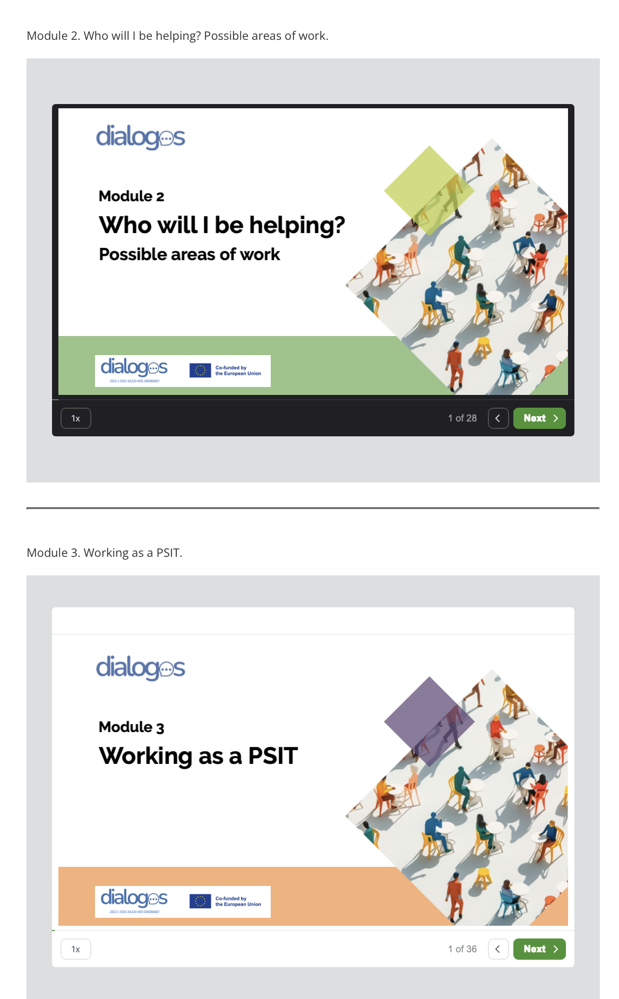 Module 2. Who will I be helping? Possible areas of work.
dialogos
Module 2
Who will I be helping?
Possible areas of work
dialogos
2022-1-ES01-KA220-HED-000086867
Co-funded by
the European Union
1x
1 of 28
Next
Module 3. Working as a PSIT.
dialogos
Module 3
Working as a PSIT
dialogos
2022-1-ES01-KA220-HED-000086867
Co-funded by
the European Union
1x
1 of 36
Next